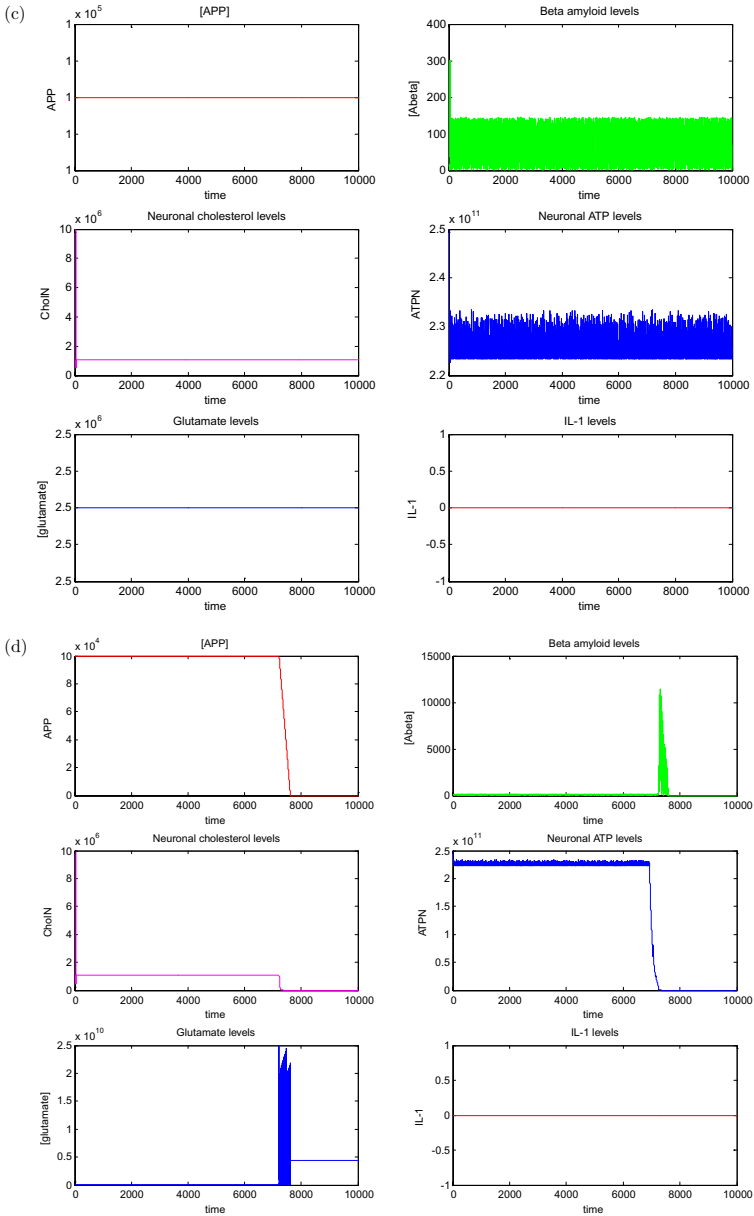 (c)
[APP]
x 10^5
1
1
1
1
1
APP
0 2000 4000 6000 8000 10000
time
Beta amyloid levels
400
300
200
100
0
[Abeta]
0 2000 4000 6000 8000 10000
time
Neuronal cholesterol levels
x 10^6
10
8
6
4
2
0
CholN
0 2000 4000 6000 8000 10000
time
Neuronal ATP levels
x 10^11
2.5
2.4
2.3
2.2
ATPN
0 2000 4000 6000 8000 10000
time
Glutamate levels
x 10^6
2.5
2.5
2.5
2.5
2.5
[glutamate]
0 2000 4000 6000 8000 10000
time
IL-1 levels
1
0.5
0
-0.5
-1
IL-1
0 2000 4000 6000 8000 10000
time
(d)
[APP]
x 10^4
10
8
6
4
2
0
APP
0 2000 4000 6000 8000 10000
time
Beta amyloid levels
15000
10000
5000
0
[Abeta]
0 2000 4000 6000 8000 10000
time
Neuronal cholesterol levels
x 10^6
10
8
6
4
2
0
CholN
0 2000 4000 6000 8000 10000
time
Neuronal ATP levels
x 10^11
2.5
2
1.5
1
0.5
0
ATPN
0 2000 4000 6000 8000 10000
time
Glutamate levels
x 10^10
2.5
2
1.5
1
0.5
0
[glutamate]
0 2000 4000 6000 8000 10000
time
IL-1 levels
1
0.5
0
-0.5
-1
IL-1
0 2000 4000 6000 8000 10000
time